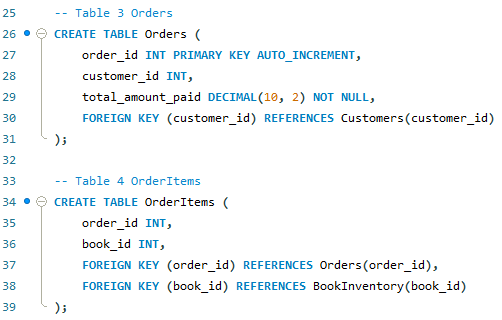 25 -- Table 3 Orders
26 CREATE TABLE Orders (
27 order_id INT PRIMARY KEY AUTO_INCREMENT,
28 customer_id INT,
29 total_amount_paid DECIMAL(10, 2) NOT NULL,
30 FOREIGN KEY (customer_id) REFERENCES Customers(customer_id)
31 );
32
33 -- Table 4 OrderItems
34 CREATE TABLE OrderItems (
35 order_id INT,
36 book_id INT,
37 FOREIGN KEY (order_id) REFERENCES Orders(order_id),
38 FOREIGN KEY (book_id) REFERENCES BookInventory(book_id)
39 );